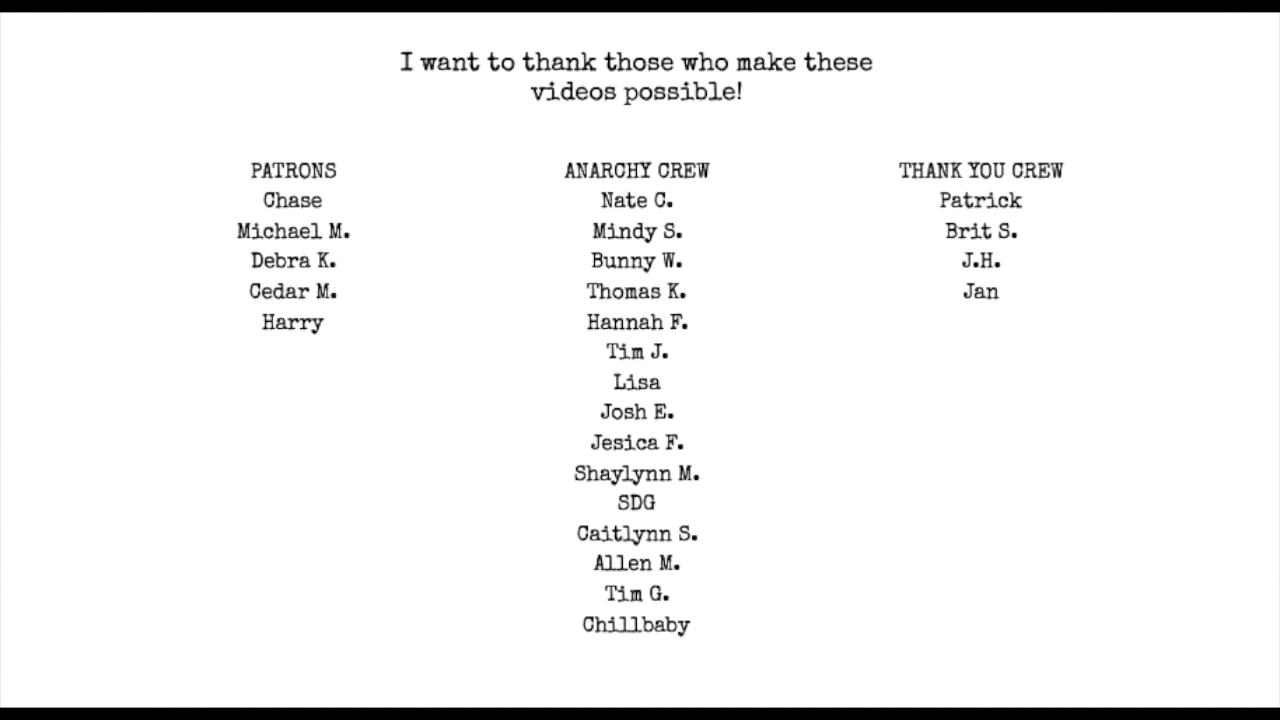 I want to thank those who make these
videos possible!
PATRONS
Chase
Michael M.
Debra K.
Cedar M.
Harry
ANARCHY CREW
Nate C.
Mindy S.
Bunny W.
Thomas K.
Hannah F.
Tim J.
Lisa
Josh E.
Jesica F.
Shaylynn M.
SDG
Caitlynn S.
Allen M.
Tim G.
Chillbaby
THANK YOU CREW
Patrick
Brit S.
J.H.
Jan